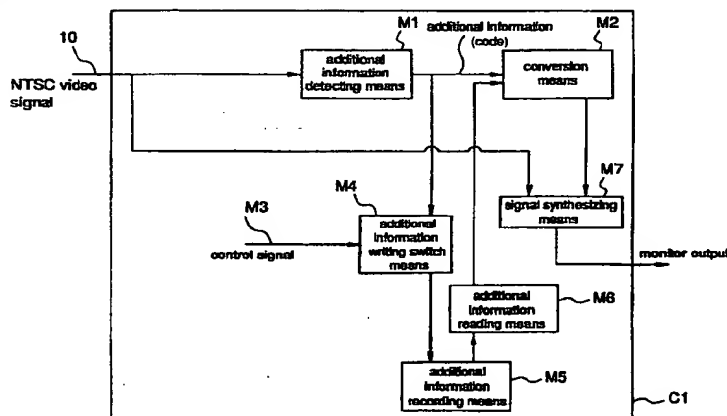 M1
additional information
(code)
M2
10
NTSC video
signal
additional
information
detecting means
conversion
means
M7
signal synthesizing
means
M4
M3
control signal
additional
information
writing switch
means
monitor output
additional
information
reading means
M6
additional
information
recording means
M5
C1